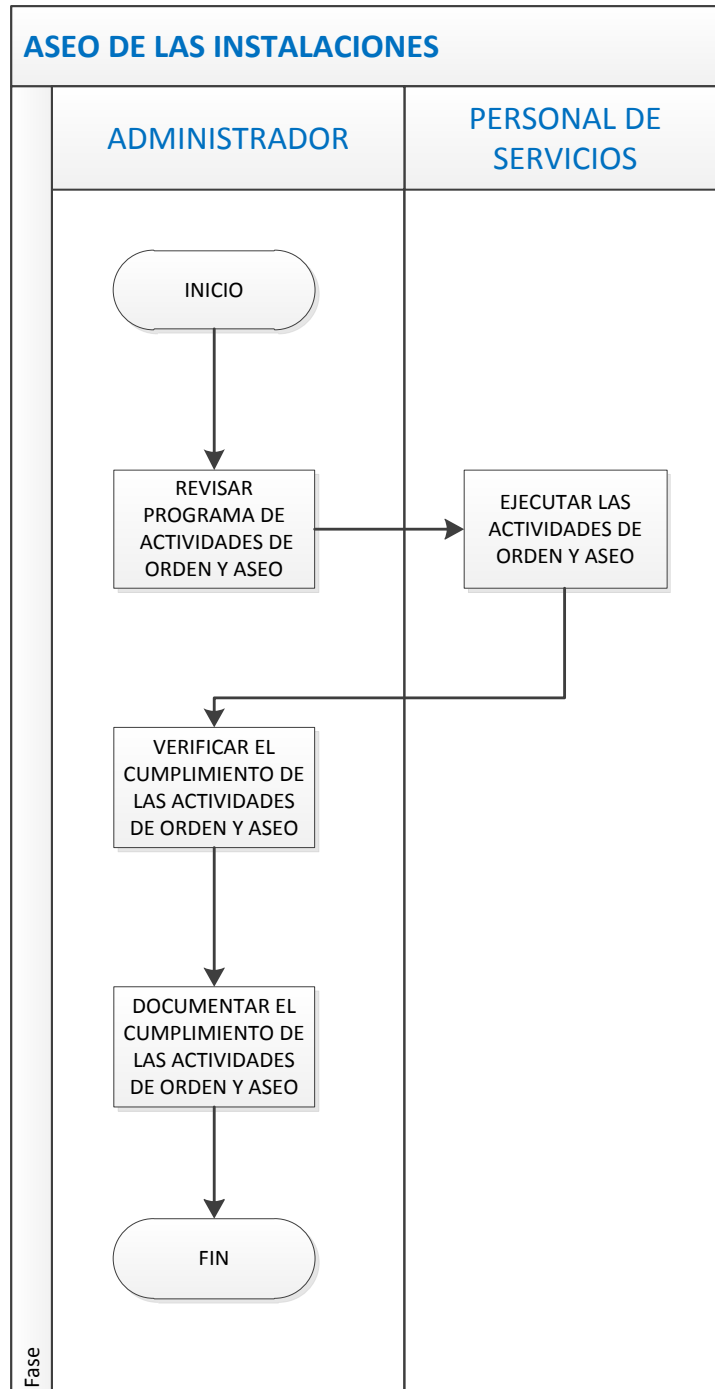 ASEO DE LAS INSTALACIONES
ADMINISTRADOR
PERSONAL DE
SERVICIOS
INICIO
REVISAR
PROGRAMA DE
ACTIVIDADES DE
ORDEN Y ASEO
EJECUTAR LAS
ACTIVIDADES DE
ORDEN Y ASEO
VERIFICAR EL
CUMPLIMIENTO DE
LAS ACTIVIDADES
DE ORDEN Y ASEO
DOCUMENTAR EL
CUMPLIMIENTO DE
LAS ACTIVIDADES
DE ORDEN Y ASEO
FIN
Fase